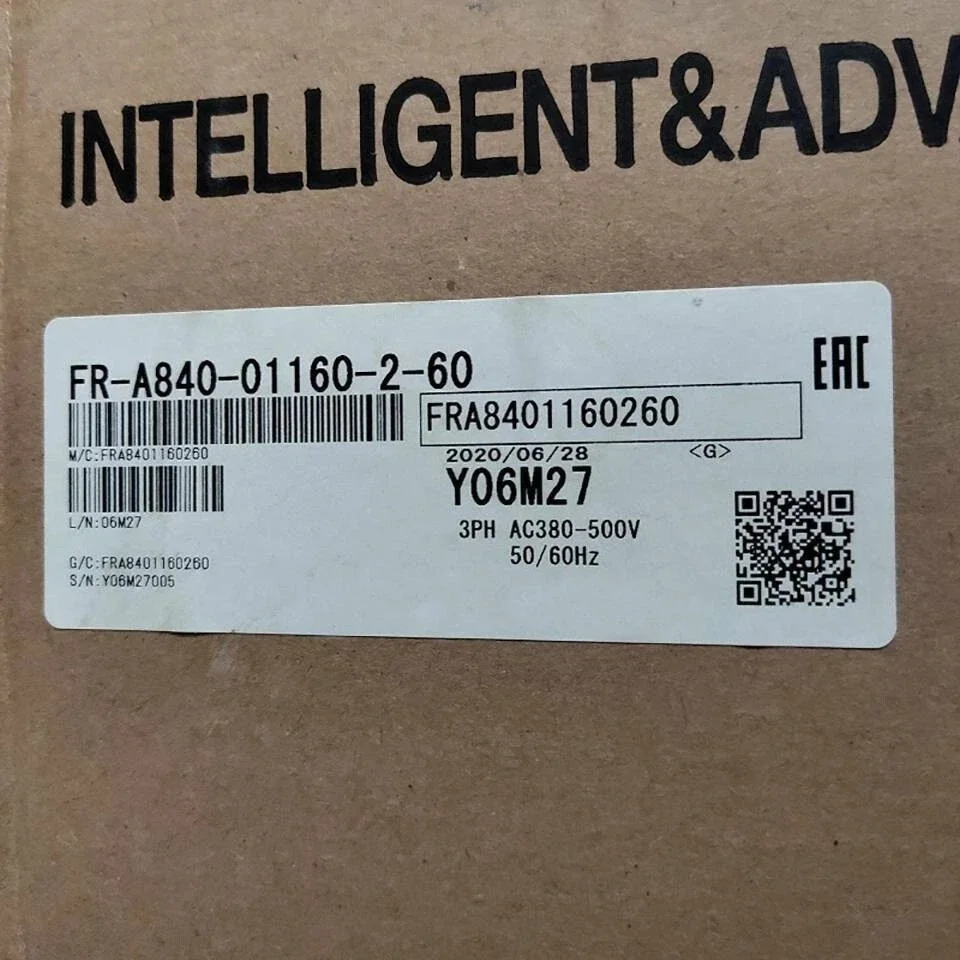 INTELLIGENT&ADV
FR-A840-01160-2-60
EAC
FRA8401160260
M/C:FRA8401160260
2020/06/28 <G>
Y06M27
L/N:06M27
3PH AC380-500V
50/60Hz
G/C:FRA8401160260
S/N:Y06M27005